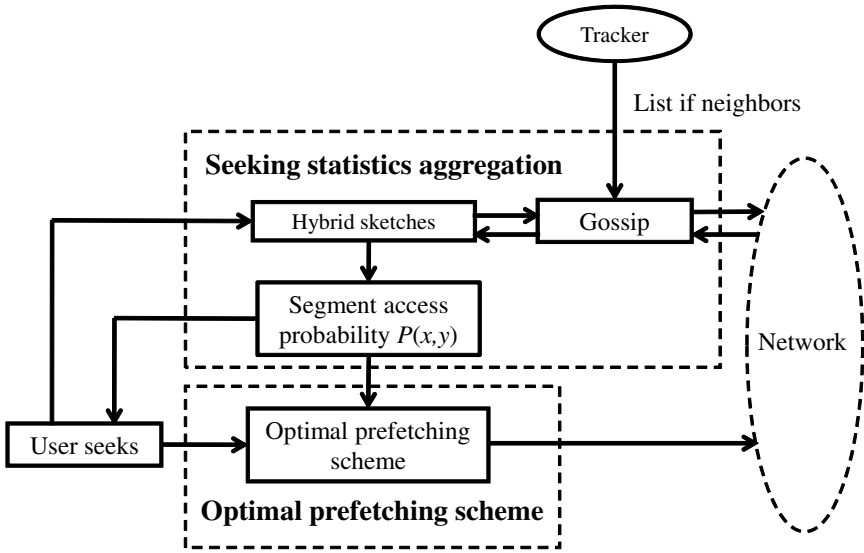 Tracker
List if neighbors
Seeking statistics aggregation
Hybrid sketches
Gossip
Segment access
probability P(x,y)
Network
User seeks
Optimal prefetching
scheme
Optimal prefetching scheme